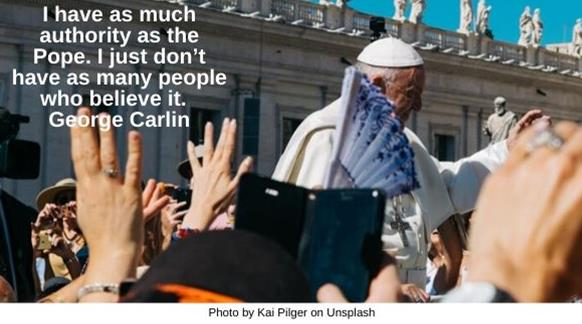 I have as much
authority as the
Pope. I just don’t
have as many people
who believe it.
George Carlin
Photo by Kai Pilger on Unsplash